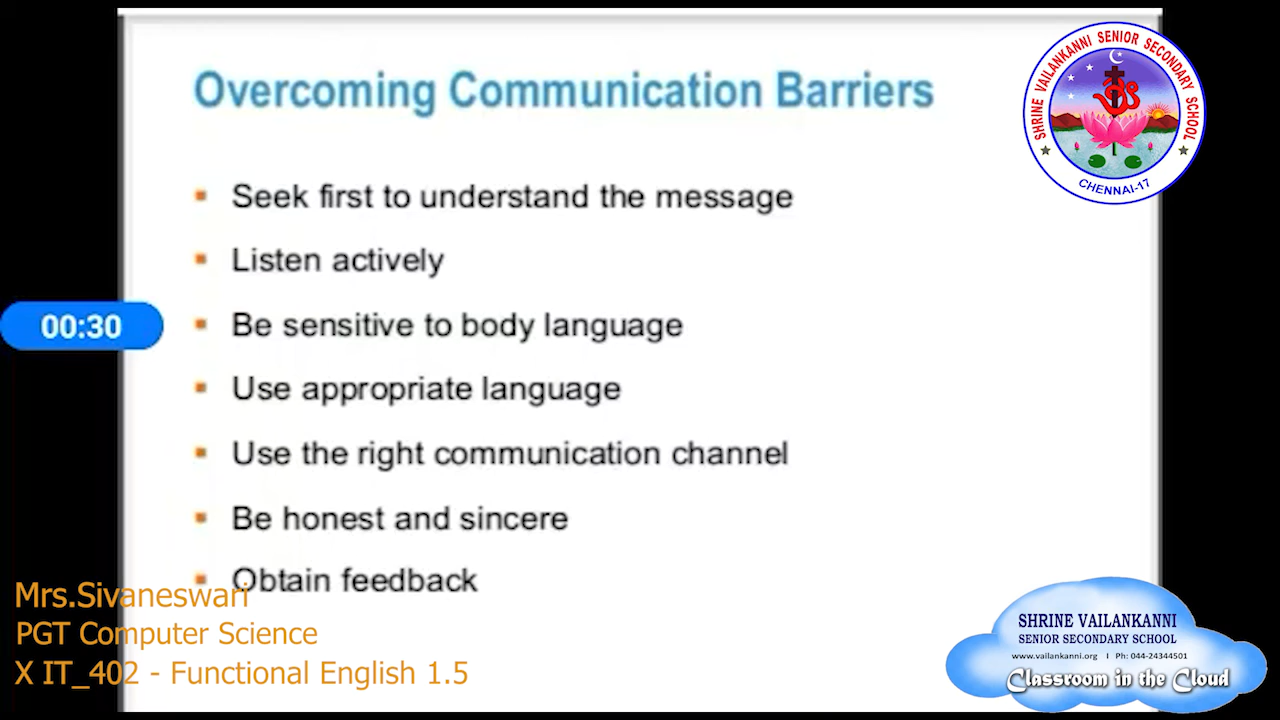 Overcoming Communication Barriers
SHRINE VAILANKANNI SENIOR SECONDARY SCHOOL
CHENNAI-17
Seek first to understand the message
Listen actively
00:30
Be sensitive to body language
Use appropriate language
Use the right communication channel
Be honest and sincere
Obtain feedback
Mrs.Sivaneswari
PGT Computer Science
X IT_402 - Functional English 1.5
SHRINE VAILANKANNI
SENIOR SECONDARY SCHOOL
www.vailankanni.org I Ph: 044-24344501
Classroom in the Cloud